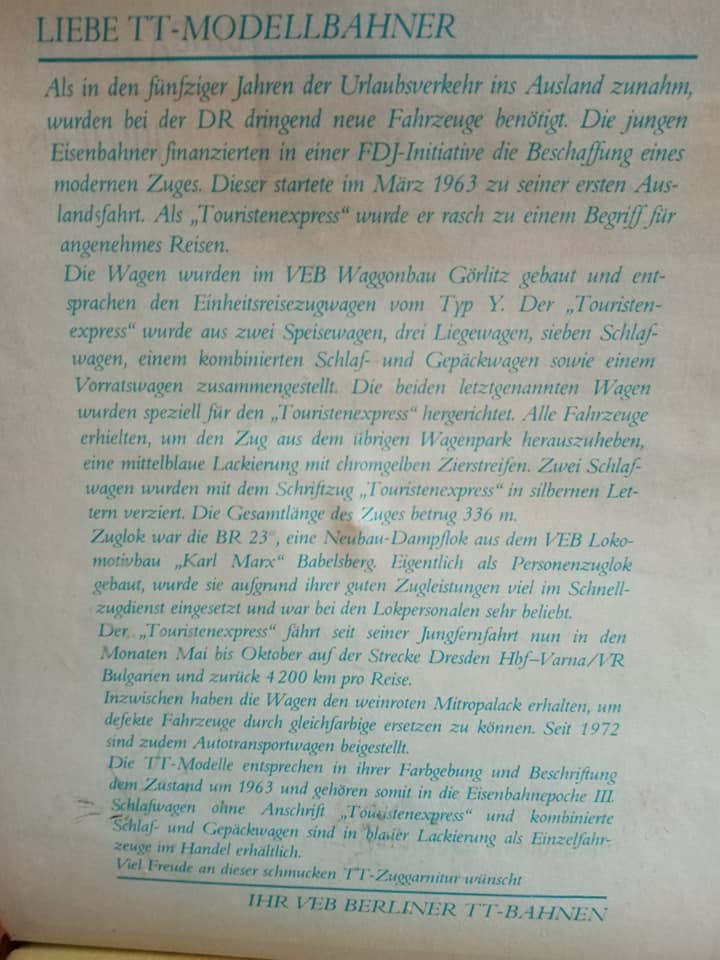 LIEBE TT-MODELLBAHNER
Als in den fünfziger Jahren der Urlaubsverkehr ins Ausland zunahm,
wurden bei der DR dringend neue Fahrzeuge benötigt. Die jungen
Eisenbahner finanzierten in einer FDJ-Initiative die Beschaffung eines
modernen Zuges. Dieser startete im März 1963 zu seiner ersten Aus-
landsfahrt. Als „Touristenexpress“ wurde er rasch zu einem Begriff für
angenehmes Reisen.
Die Wagen wurden im VEB Waggonbau Görlitz gebaut und ent-
sprachen den Einheitsreisezugwagen vom Typ Y. Der „Touristen-
express“ wurde aus zwei Speisewagen, drei Liegewagen, sieben Schlaf-
wagen, einem kombinierten Schlaf- und Gepäckwagen sowie einem
Vorratswagen zusammengestellt. Die beiden letztgenannten Wagen
wurden speziell für den „Touristenexpress“ hergerichtet. Alle Fahrzeuge
erhielten, um den Zug aus dem übrigen Wagenpark herauszuheben,
eine mittelblaue Lackierung mit chromgelben Zierstreifen. Zwei Schlaf-
wagen wurden mit dem Schriftzug „Touristenexpress“ in silbernen Let-
tern verziert. Die Gesamtlänge des Zuges betrug 336 m.
Zuglok war die BR 23¹⁰, eine Neubau-Dampflok aus dem VEB Loko-
motivbau „Karl Marx“ Babelsberg. Eigentlich als Personenzuglok
gebaut, wurde sie aufgrund ihrer guten Zugleistungen viel im Schnell-
zugdienst eingesetzt und war bei den Lokpersonalen sehr beliebt.
Der „Touristenexpress“ fährt seit seiner Jungfernfahrt nun in den
Monaten Mai bis Oktober auf der Strecke Dresden Hbf–Varna/VR
Bulgarien und zurück 4 200 km pro Reise.
Inzwischen haben die Wagen den weinroten Mitropalack erhalten, um
defekte Fahrzeuge durch gleichfarbige ersetzen zu können. Seit 1972
sind zudem Autotransportwagen beigestellt.
Die TT-Modelle entsprechen in ihrer Farbgebung und Beschriftung
dem Zustand um 1963 und gehören somit in die Eisenbahnepoche III.
Schlafwagen ohne Anschrift „Touristenexpress“ und kombinierte
Schlaf- und Gepäckwagen sind in blauer Lackierung als Einzelfahr-
zeuge im Handel erhältlich.
Viel Freude an dieser schmucken TT-Zuggarnitur wünscht
IHR VEB BERLINER TT-BAHNEN